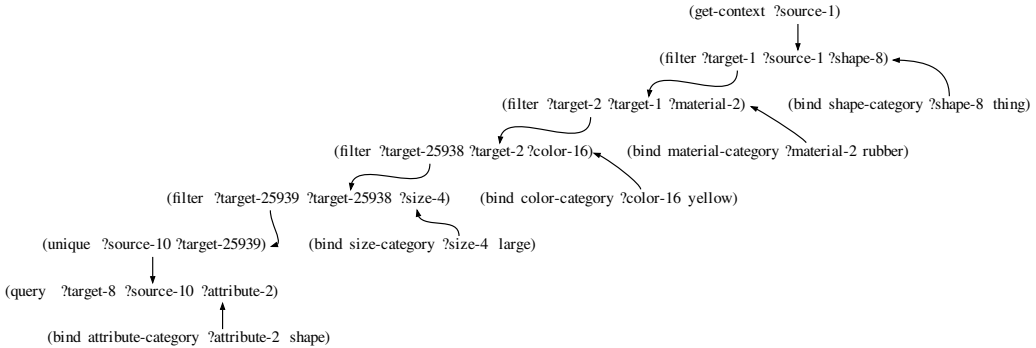 (get-context ?source-1)
(filter ?target-1 ?source-1 ?shape-8)
(filter ?target-2 ?target-1 ?material-2) (bind shape-category ?shape-8 thing)
(filter ?target-25938 ?target-2 ?color-16) (bind material-category ?material-2 rubber)
(filter ?target-25939 ?target-25938 ?size-4) (bind color-category ?color-16 yellow)
(unique ?source-10 ?target-25939) (bind size-category ?size-4 large)
(query ?target-8 ?source-10 ?attribute-2)
(bind attribute-category ?attribute-2 shape)